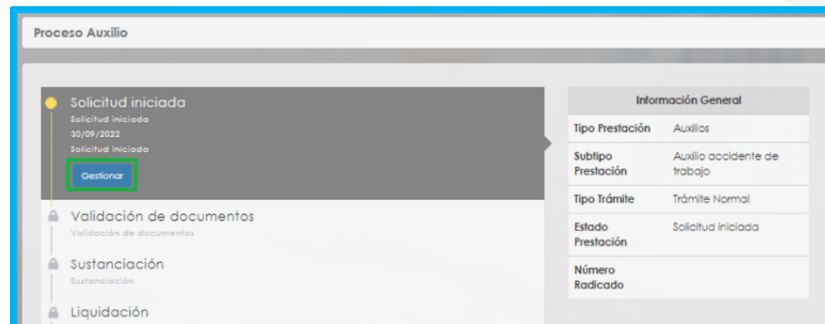 Proceso Auxilio
Solicitud iniciada
Solicitud iniciada
30/09/2022
Solicitud iniciada
Gestionar
Validación de documentos
Validación de documentos
Sustanciación
Sustanciación
Liquidación
Información General
Tipo Prestación Auxilios
Subtipo Prestación Auxilio accidente de trabajo
Tipo Trámite Trámite Normal
Estado Prestación Solicitud iniciada
Número Radicado